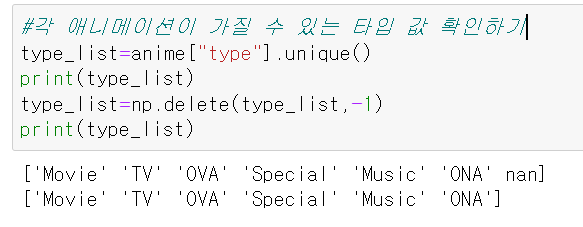 #각 애니메이션이 가질 수 있는 타입 값 확인하기
type_list=anime["type"].unique()
print(type_list)
type_list=np.delete(type_list,-1)
print(type_list)
['Movie' 'TV' 'OVA' 'Special' 'Music' 'ONA' nan]
['Movie' 'TV' 'OVA' 'Special' 'Music' 'ONA']